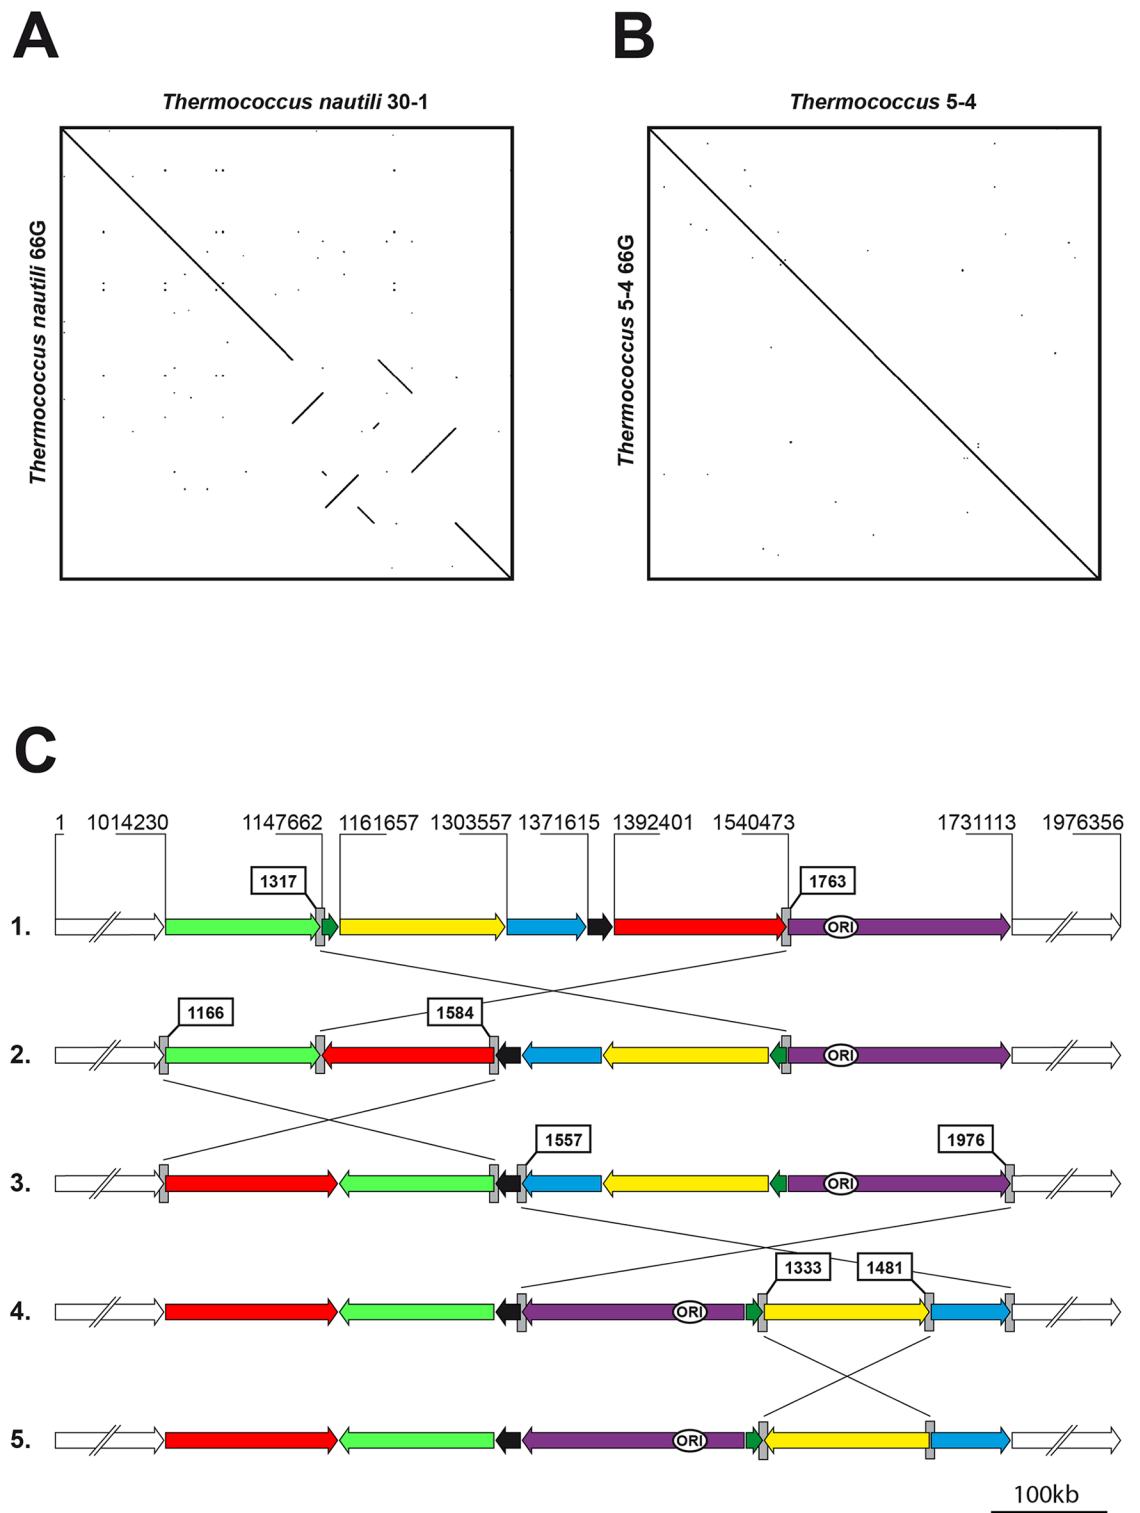 A
B
Thermococcus nautili 30-1
Thermococcus 5-4
Thermococcus nautili 66G
Thermococcus 5-4 66G
C
1 1014230 1147662 1161657 1303557 1371615 1392401 1540473 1731113 1976356
1317 1763
1. ORI
1166 1584
2. ORI
1557 1976
3. ORI
1333 1481
4. ORI
5. ORI
100kb